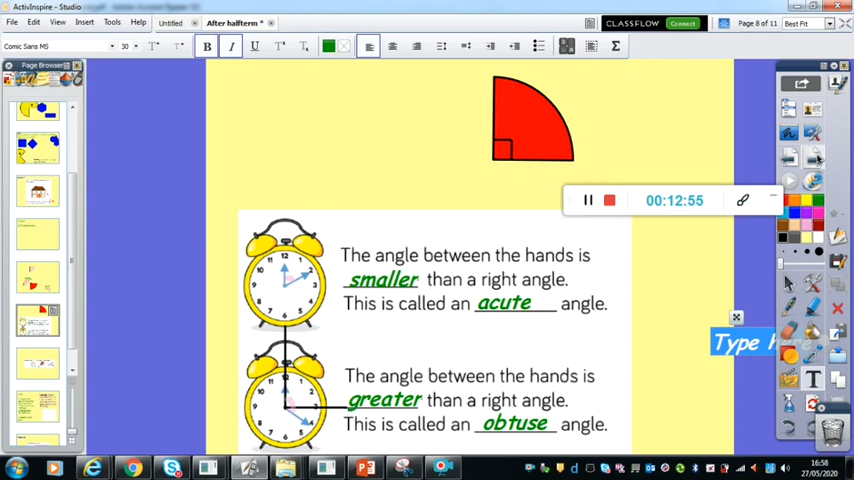 ActivInspire - Studio
File Edit View Insert Tools Help
Untitled After halfterm *
CLASSFLOW Connect
Page 8 of 11 Best Fit
Comic Sans MS 30 B I U
Page Browser
00:12:55
The angle between the hands is
smaller than a right angle.
This is called an acute angle.
Type here
The angle between the hands is
greater than a right angle.
This is called an obtuse angle.
16:58
27/05/2020